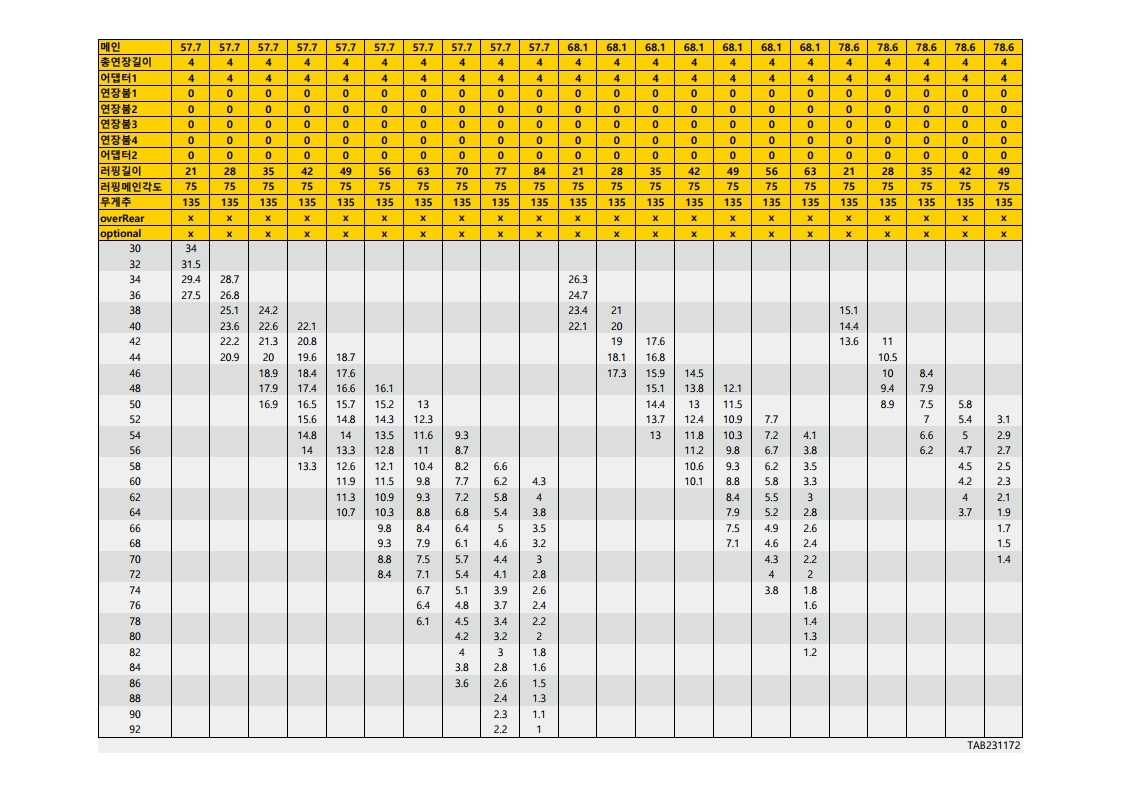 메인 57.7 57.7 57.7 57.7 57.7 57.7 57.7 57.7 57.7 57.7 68.1 68.1 68.1 68.1 68.1 68.1 68.1 78.6 78.6 78.6 78.6 78.6
총연장길이 4 4 4 4 4 4 4 4 4 4 4 4 4 4 4 4 4 4 4 4 4 4
어댑터1 4 4 4 4 4 4 4 4 4 4 4 4 4 4 4 4 4 4 4 4 4 4
연장붐1 0 0 0 0 0 0 0 0 0 0 0 0 0 0 0 0 0 0 0 0 0 0
연장붐2 0 0 0 0 0 0 0 0 0 0 0 0 0 0 0 0 0 0 0 0 0 0
연장붐3 0 0 0 0 0 0 0 0 0 0 0 0 0 0 0 0 0 0 0 0 0 0
연장붐4 0 0 0 0 0 0 0 0 0 0 0 0 0 0 0 0 0 0 0 0 0 0
어댑터2 0 0 0 0 0 0 0 0 0 0 0 0 0 0 0 0 0 0 0 0 0 0
러핑길이 21 28 35 42 49 56 63 70 77 84 21 28 35 42 49 56 63 21 28 35 42 49
러핑메인각도 75 75 75 75 75 75 75 75 75 75 75 75 75 75 75 75 75 75 75 75 75 75
무게추 135 135 135 135 135 135 135 135 135 135 135 135 135 135 135 135 135 135 135 135 135 135
overRear x x x x x x x x x x x x x x x x x x x x x x
optional x x x x x x x x x x x x x x x x x x x x x x
30 34
32 31.5
34 29.4 28.7 26.3
36 27.5 26.8 24.7
38 25.1 24.2 23.4 21 15.1
40 23.6 22.6 22.1 22.1 20 14.4
42 22.2 21.3 20.8 19 17.6 13.6 11
44 20.9 20 19.6 18.7 18.1 16.8 10.5
46 18.9 18.4 17.6 17.3 15.9 14.5 10 8.4
48 17.9 17.4 16.6 16.1 15.1 13.8 12.1 9.4 7.9
50 16.9 16.5 15.7 15.2 13 14.4 13 11.5 8.9 7.5 5.8
52 15.6 14.8 14.3 12.3 13.7 12.4 10.9 7.7 7 5.4 3.1
54 14.8 14 13.5 11.6 9.3 13 11.8 10.3 7.2 4.1 6.6 5 2.9
56 14 13.3 12.8 11 8.7 11.2 9.8 6.7 3.8 6.2 4.7 2.7
58 13.3 12.6 12.1 10.4 8.2 6.6 10.6 9.3 6.2 3.5 4.5 2.5
60 11.9 11.5 9.8 7.7 6.2 4.3 10.1 8.8 5.8 3.3 4.2 2.3
62 11.3 10.9 9.3 7.2 5.8 4 8.4 5.5 3 4 2.1
64 10.7 10.3 8.8 6.8 5.4 3.8 7.9 5.2 2.8 3.7 1.9
66 9.8 8.4 6.4 5 3.5 7.5 4.9 2.6 1.7
68 9.3 7.9 6.1 4.6 3.2 7.1 4.6 2.4 1.5
70 8.8 7.5 5.7 4.4 3 4.3 2.2 1.4
72 8.4 7.1 5.4 4.1 2.8 4 2
74 6.7 5.1 3.9 2.6 3.8 1.8
76 6.4 4.8 3.7 2.4 1.6
78 6.1 4.5 3.4 2.2 1.4
80 4.2 3.2 2 1.3
82 4 3 1.8 1.2
84 3.8 2.8 1.6
86 3.6 2.6 1.5
88 2.4 1.3
90 2.3 1.1
92 2.2 1
TAB231172